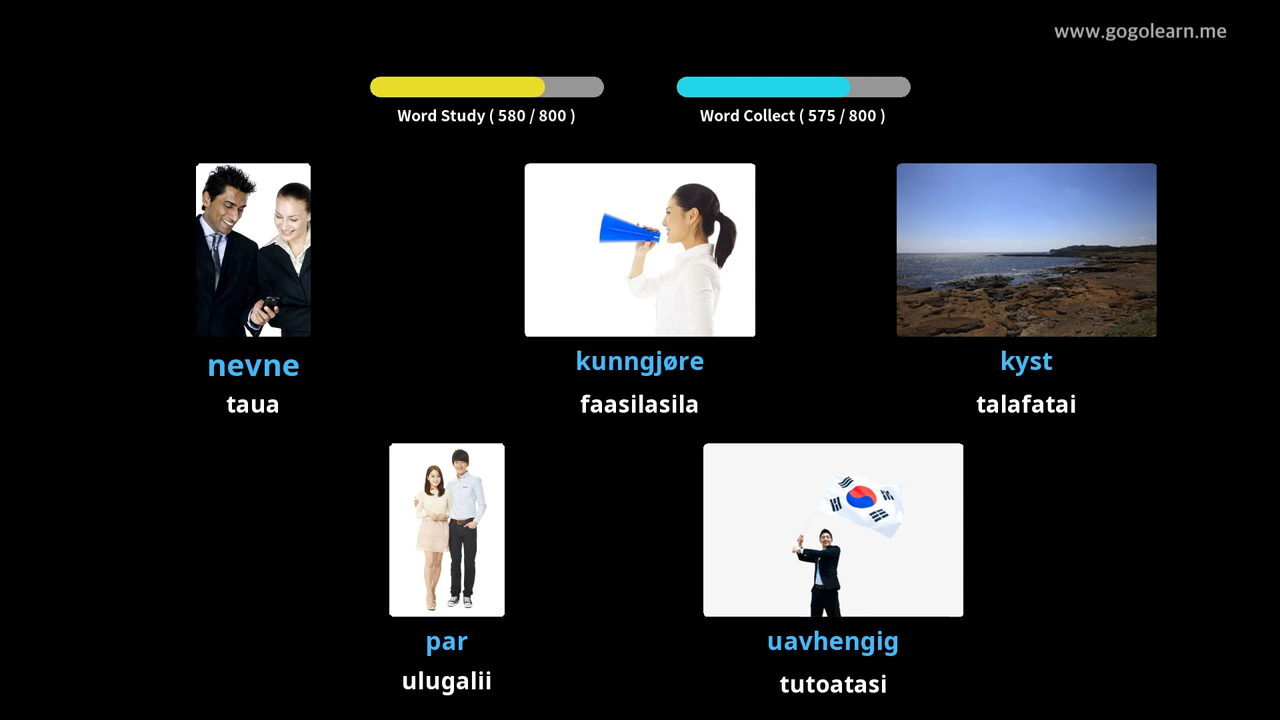 www.gogolearn.me
Word Study ( 580 / 800 )
Word Collect ( 575 / 800 )
nevne
taua
kunngjøre
faasilasila
kyst
talafatai
par
ulugalii
uavhengig
tutoatasi